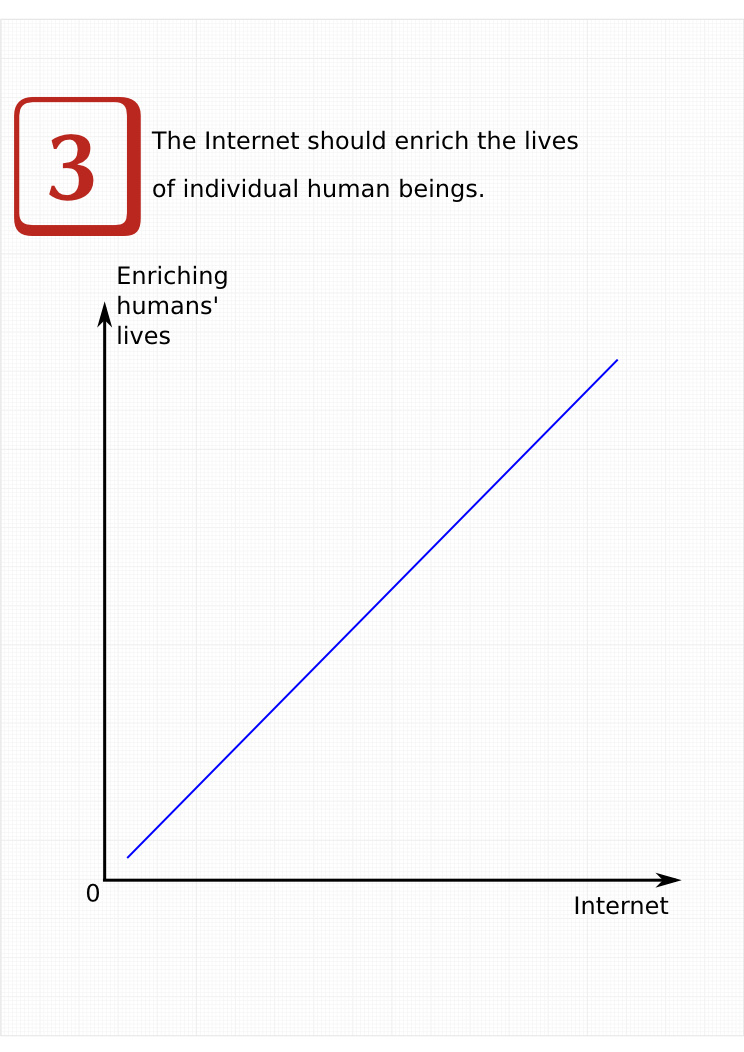 3
The Internet should enrich the lives
of individual human beings.
Enriching
humans'
lives
0
Internet